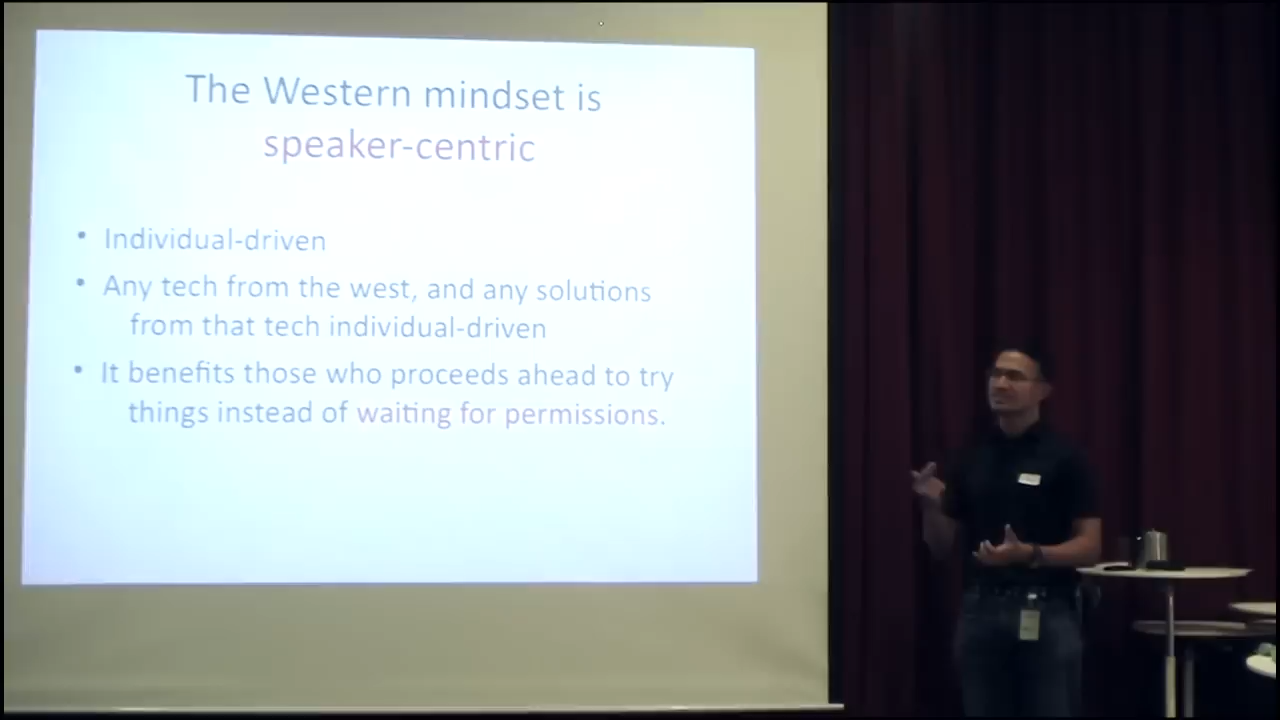 The Western mindset is
speaker-centric
• Individual-driven
• Any tech from the west, and any solutions
from that tech individual-driven
• It benefits those who proceeds ahead to try
things instead of waiting for permissions.